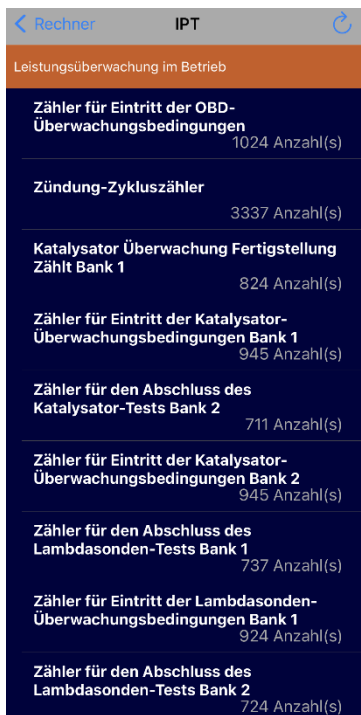 Rechner IPT
Leistungsüberwachung im Betrieb
Zähler für Eintritt der OBD-
Überwachungsbedingungen
1024 Anzahl(s)
Zündung-Zykluszähler
3337 Anzahl(s)
Katalysator Überwachung Fertigstellung
Zählt Bank 1
824 Anzahl(s)
Zähler für Eintritt der Katalysator-
Überwachungsbedingungen Bank 1
945 Anzahl(s)
Zähler für den Abschluss des
Katalysator-Tests Bank 2
711 Anzahl(s)
Zähler für Eintritt der Katalysator-
Überwachungsbedingungen Bank 2
945 Anzahl(s)
Zähler für den Abschluss des
Lambdasonden-Tests Bank 1
737 Anzahl(s)
Zähler für Eintritt der Lambdasonden-
Überwachungsbedingungen Bank 1
924 Anzahl(s)
Zähler für den Abschluss des
Lambdasonden-Tests Bank 2
724 Anzahl(s)